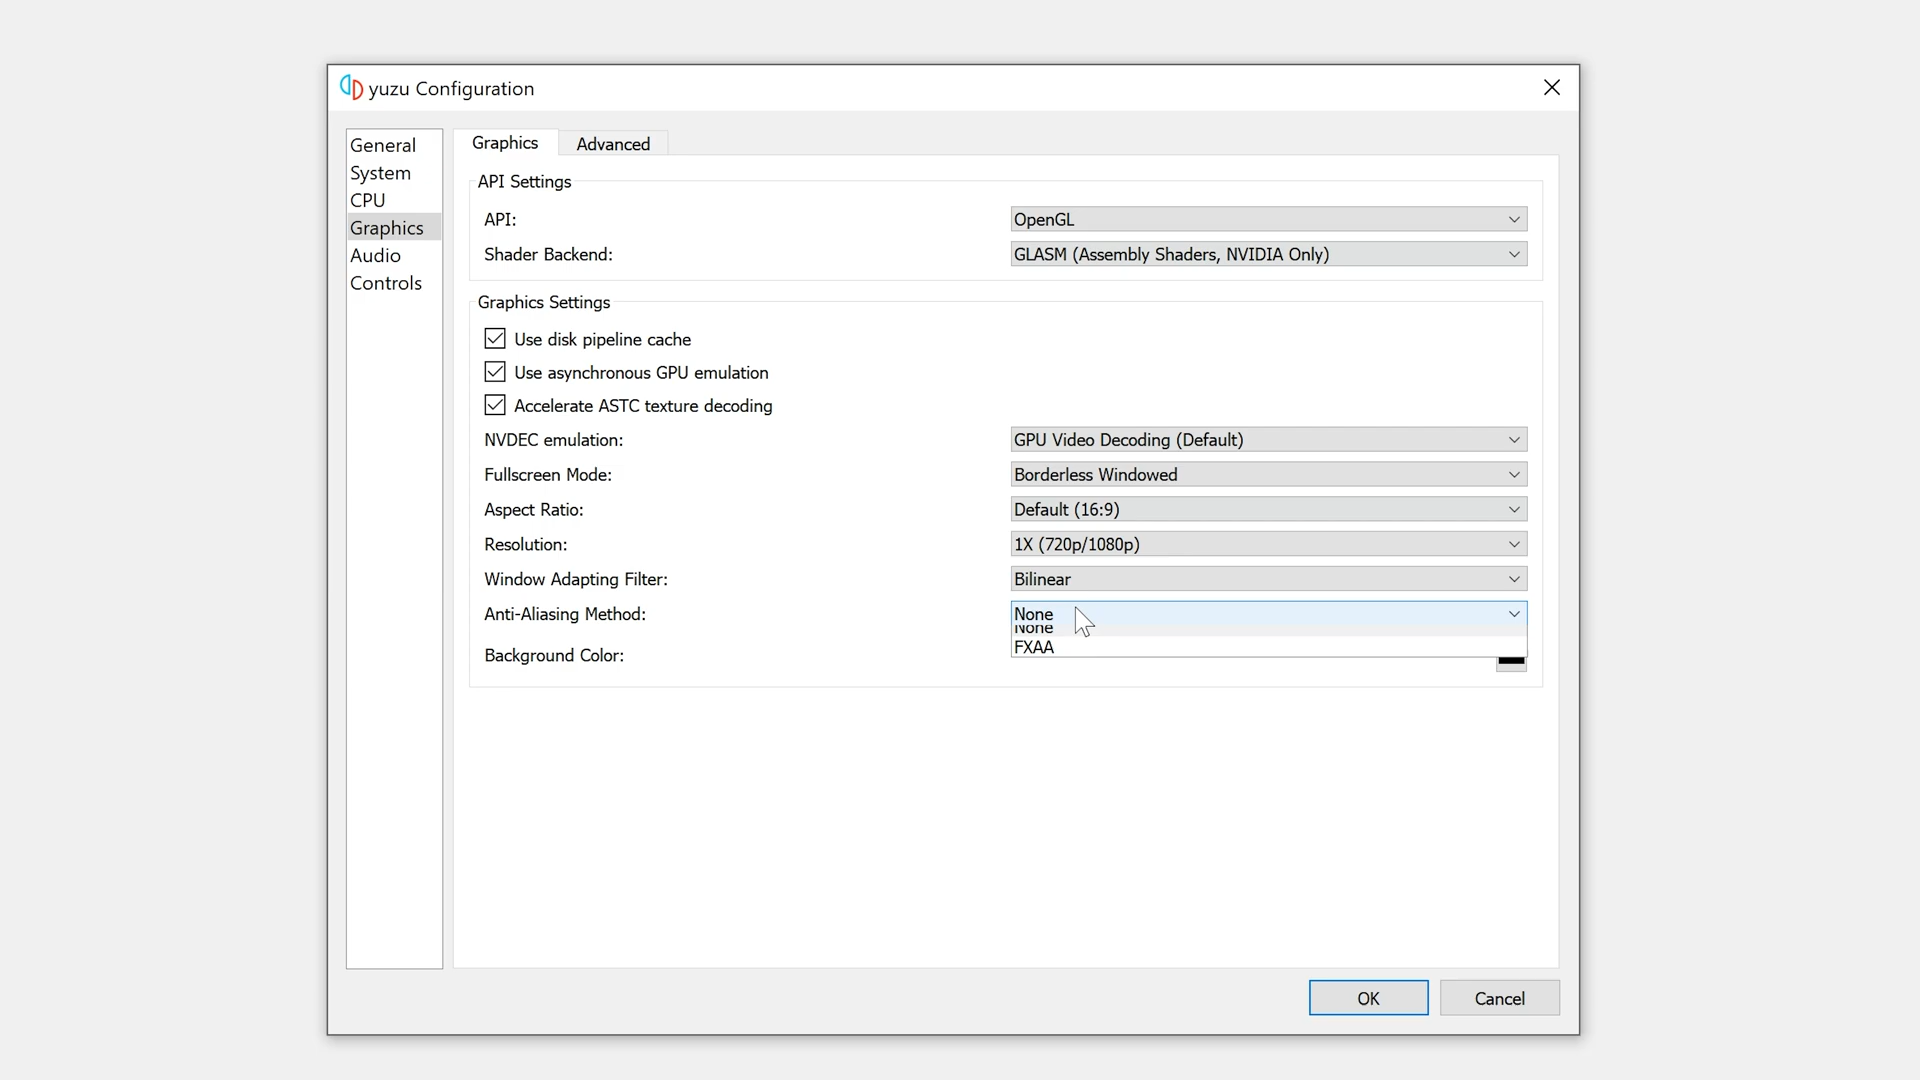 yuzu Configuration
General
System
CPU
Graphics
Audio
Controls
Graphics Advanced
API Settings
API: OpenGL
Shader Backend: GLASM (Assembly Shaders, NVIDIA Only)
Graphics Settings
Use disk pipeline cache
Use asynchronous GPU emulation
Accelerate ASTC texture decoding
NVDEC emulation: GPU Video Decoding (Default)
Fullscreen Mode: Borderless Windowed
Aspect Ratio: Default (16:9)
Resolution: 1X (720p/1080p)
Window Adapting Filter: Bilinear
Anti-Aliasing Method: None
None
FXAA
Background Color:
OK Cancel